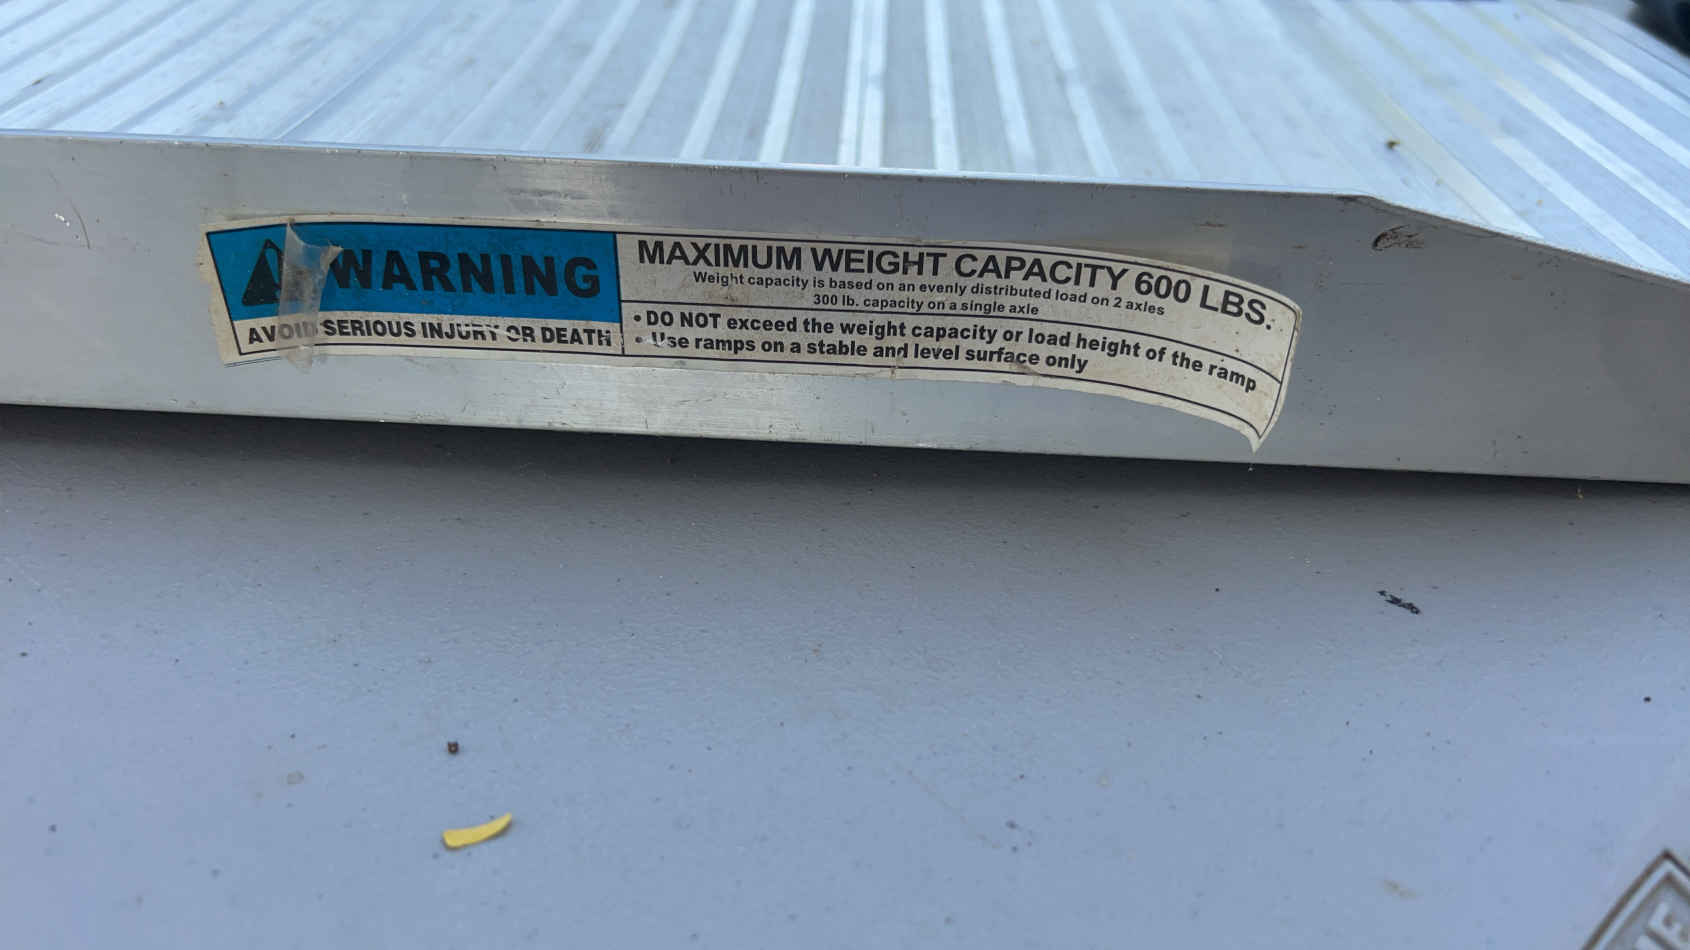 WARNING
AVOID SERIOUS INJURY OR DEATH
MAXIMUM WEIGHT CAPACITY 600 LBS.
Weight capacity is based on an evenly distributed load on 2 axles
300 lb. capacity on a single axle
• DO NOT exceed the weight capacity or load height of the ramp
• Use ramps on a stable and level surface only